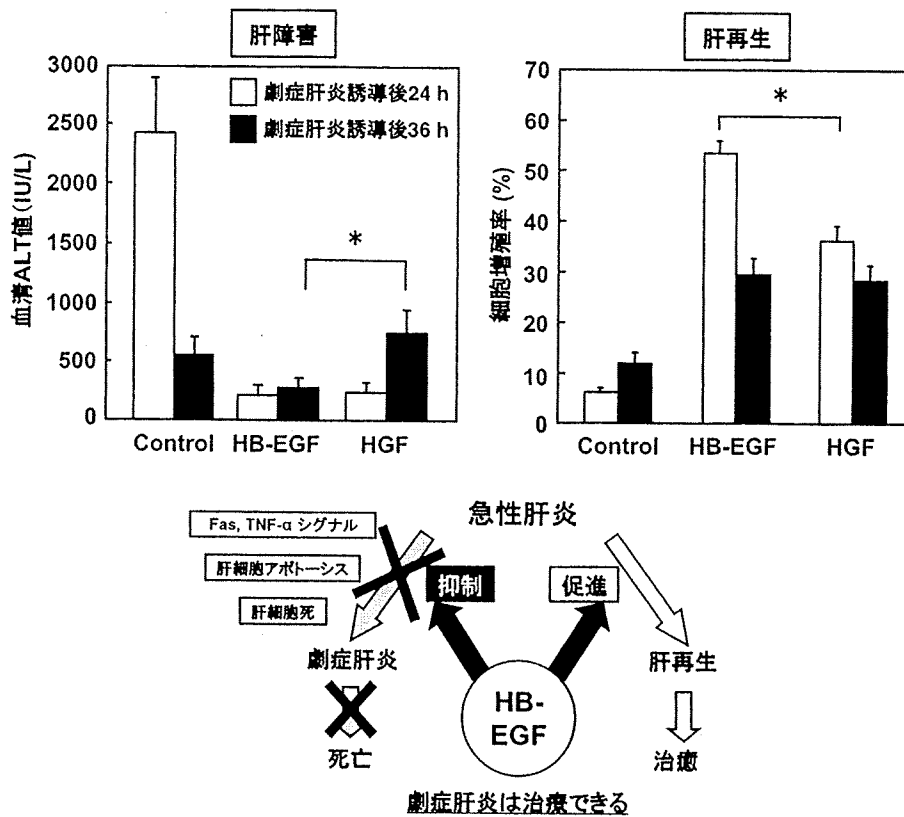 肝障害
3000
2500
2000
1500
1000
500
0
血清ALT値(IU/L)
劇症肝炎誘導後24 h
劇症肝炎誘導後36 h
*
Control HB-EGF HGF
肝再生
70
60
50
40
30
20
10
0
細胞増殖率 (%)
*
Control HB-EGF HGF
急性肝炎
Fas, TNF-α シグナル
肝細胞アポトーシス
肝細胞死
抑制
促進
劇症肝炎
肝再生
HB-
EGF
死亡
治癒
劇症肝炎は治療できる